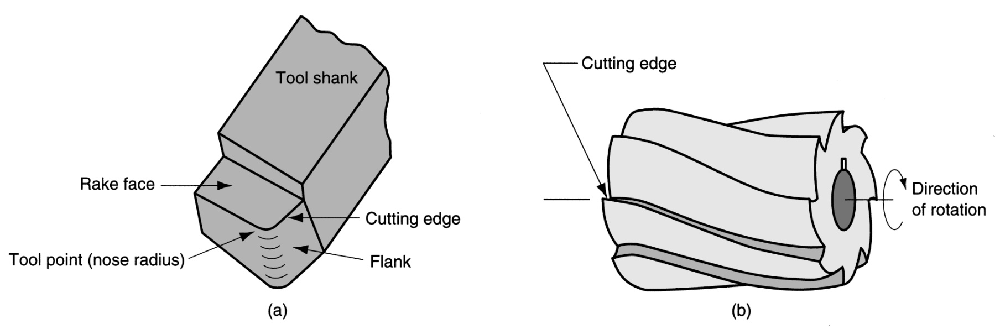 Tool shank
Rake face
Cutting edge
Tool point (nose radius)
Flank
(a)
Cutting edge
Direction
of rotation
(b)